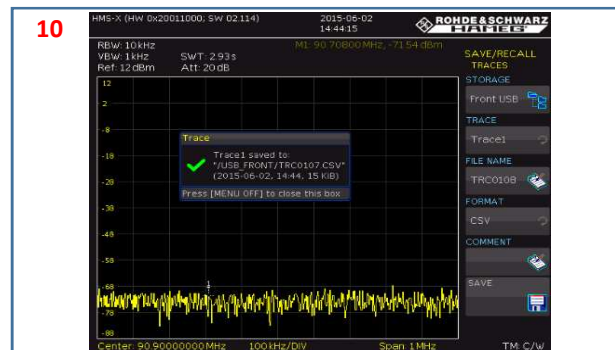 10
HMS-X (HW 0x20011000; SW 02.114)
2015-06-02
14:44:15
ROHDE&SCHWARZ
HAMEG
RBW: 10kHz
VBW: 1kHz
SWT: 2.93s
Ref: 12dBm
Att: 20dB
M1: 90.70800MHz, -71.54 dBm
SAVE/RECALL
TRACES
STORAGE
Front USB
TRACE
Trace1
FILE NAME
TRC0108
FORMAT
CSV
COMMENT
SAVE
12
2
-8
-18
-28
-38
-48
-58
-68
-78
-88
Trace
Trace1 saved to:
"/USB_FRONT/TRC0107.CSV"
(2015-06-02, 14:44, 15 KiB)
Press [MENU OFF] to close this box
1
Center: 90.90000000MHz
100kHz/DIV
Span: 1MHz
TM: C/W